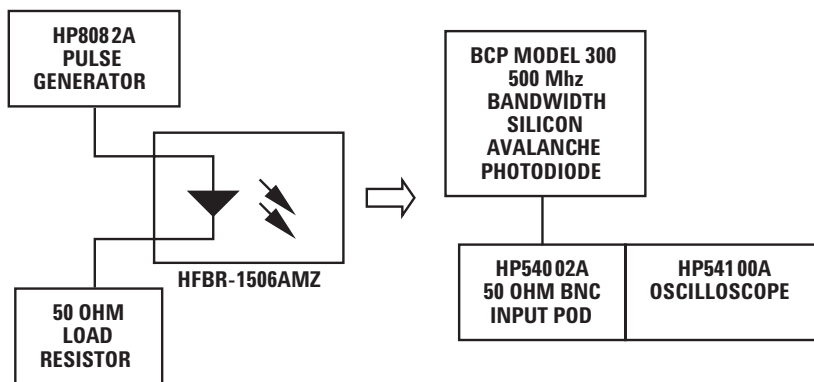 HP8082A
PULSE
GENERATOR
BCP MODEL 300
500 Mhz
BANDWIDTH
SILICON
AVALANCHE
PHOTODIODE
HFBR-1506AMZ
50 OHM
LOAD
RESISTOR
HP54002A
50 OHM BNC
INPUT POD
HP54100A
OSCILLOSCOPE